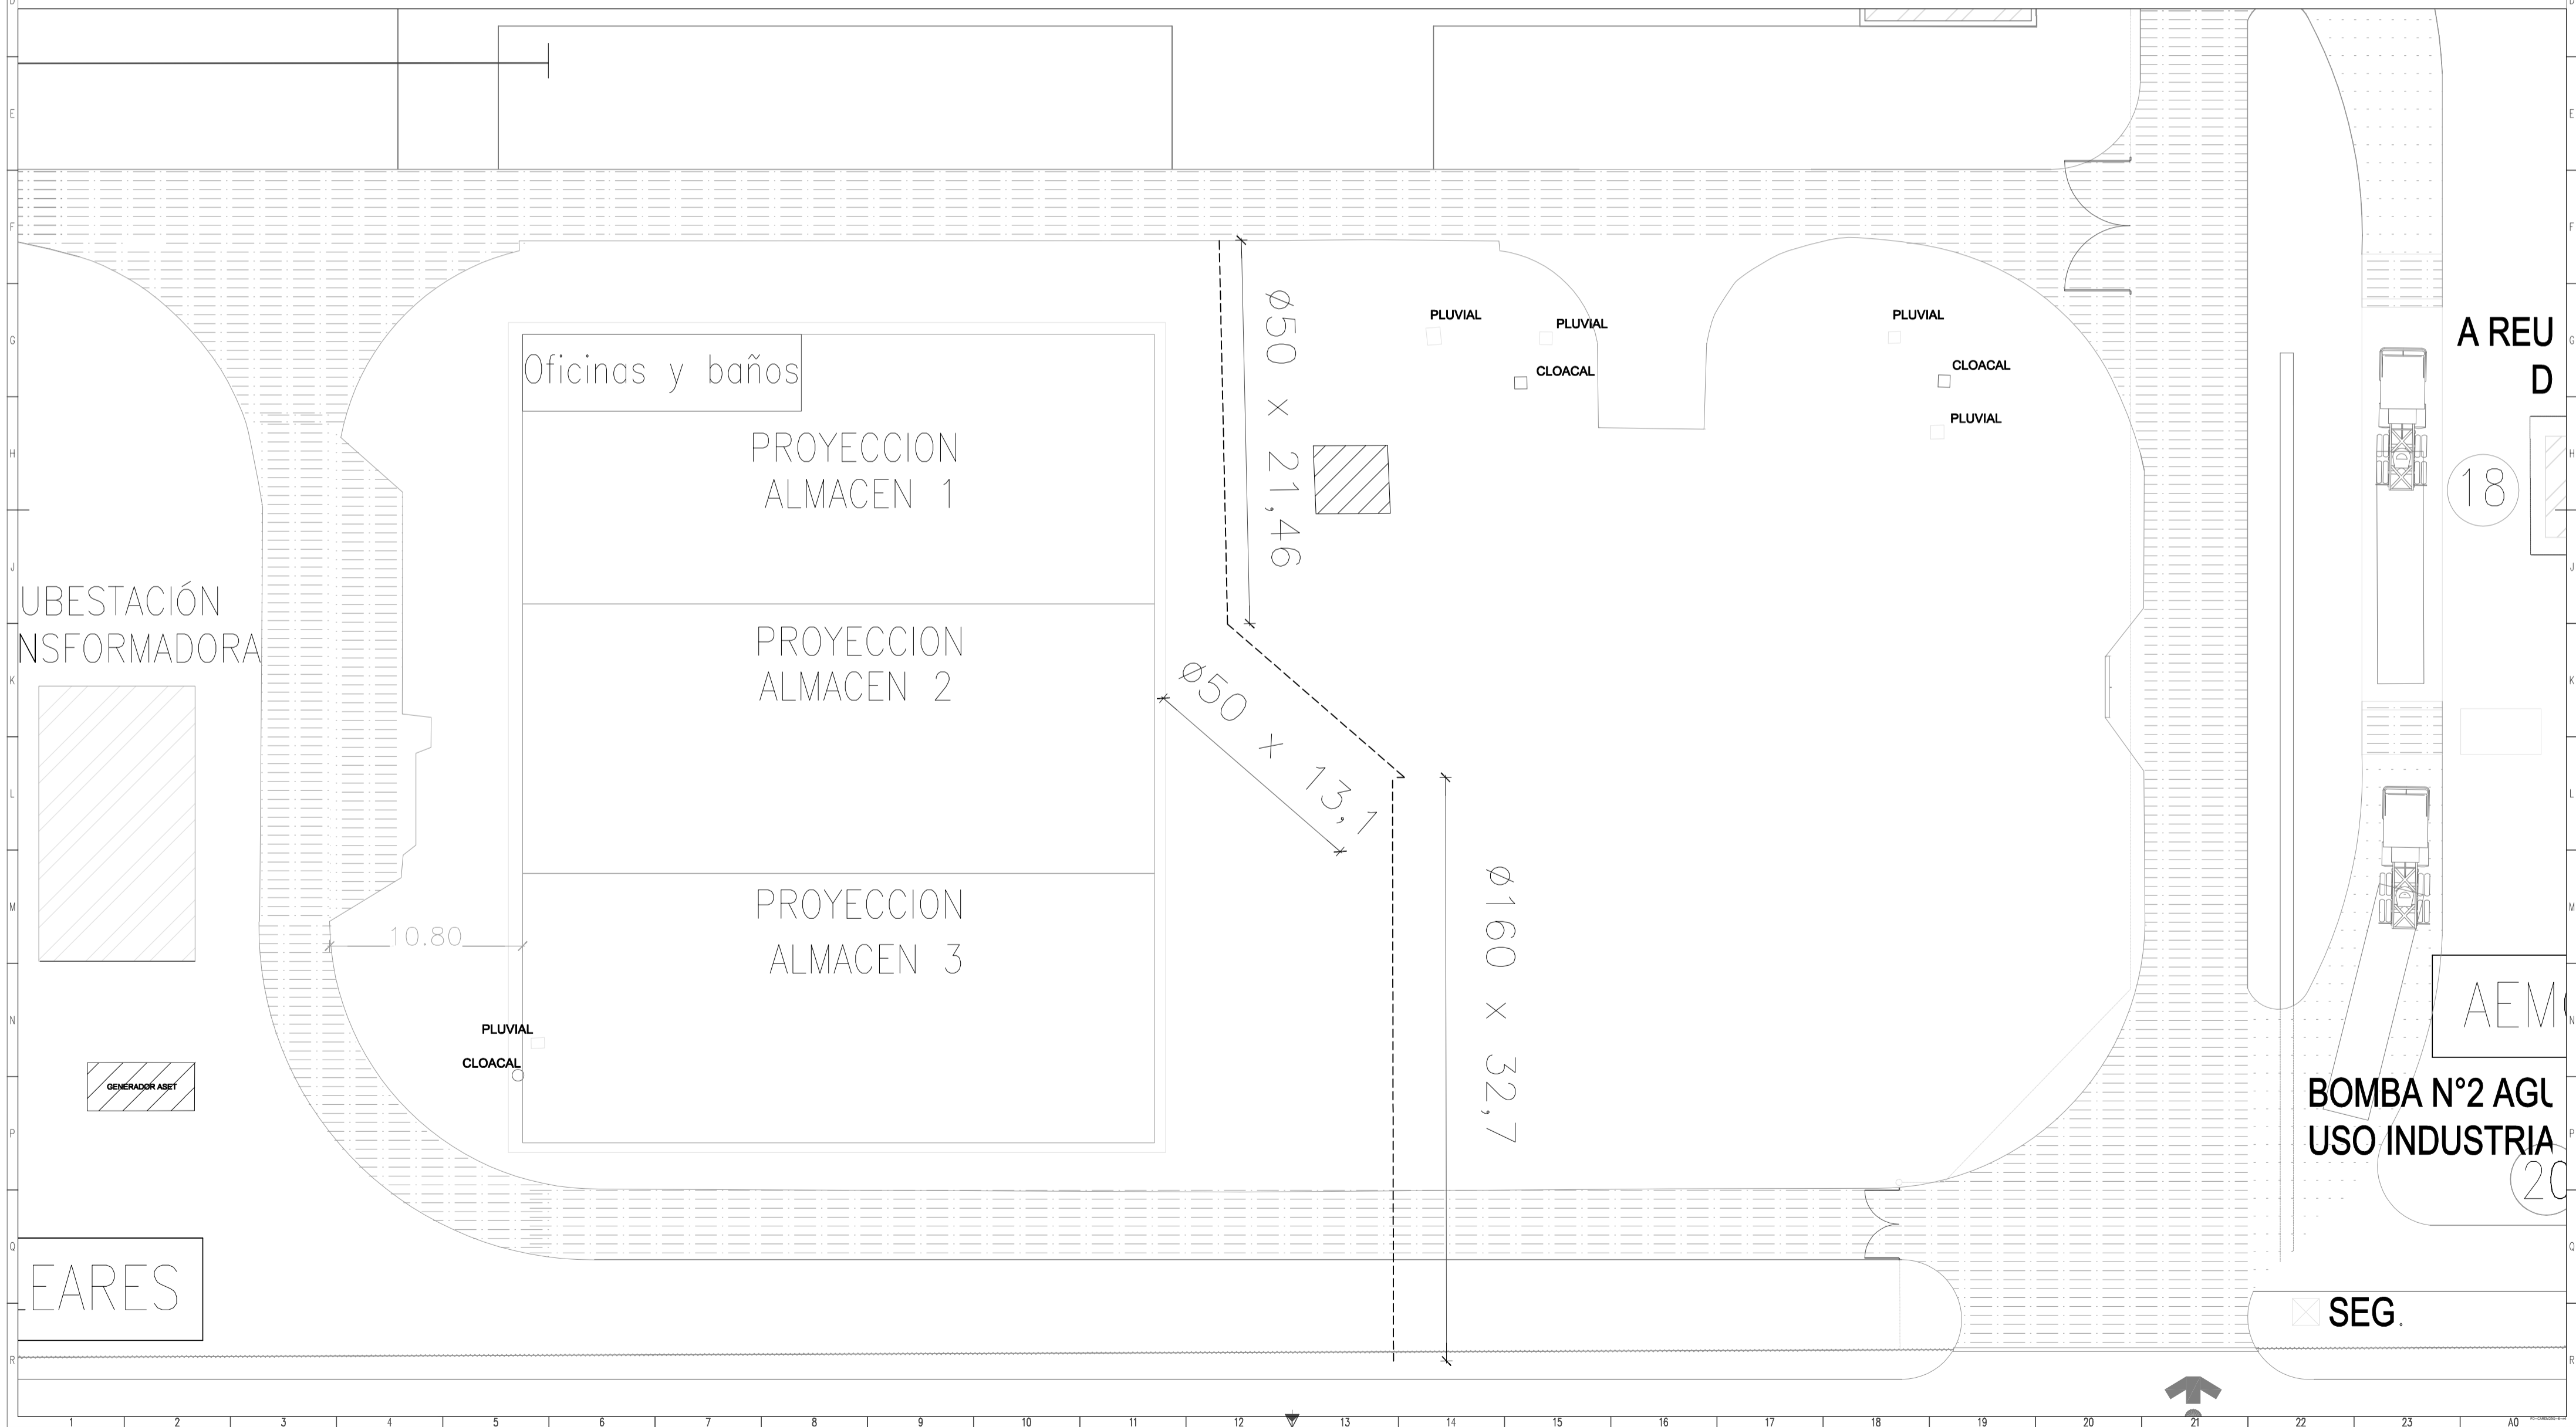 D
D
E
E
F
F
G
G
H
H
J
J
K
K
L
L
M
M
N
N
P
P
Q
Q
R
R
Oficinas y baños
PROYECCION
ALMACEN 1
PROYECCION
ALMACEN 2
PROYECCION
ALMACEN 3
Ø50 x 21,46
Ø50 x 13,1
Ø160 x 32,7
PLUVIAL
PLUVIAL
CLOACAL
PLUVIAL
CLOACAL
PLUVIAL
A REU
D
18
UBESTACIÓN
NSFORMADORA
10.80
PLUVIAL
CLOACAL
GENERADOR ASET
EARES
AEM
BOMBA N°2 AGU
USO INDUSTRIA
20
SEG.
1 2 3 4 5 6 7 8 9 10 11 12 13 14 15 16 17 18 19 20 21 22 23 A0